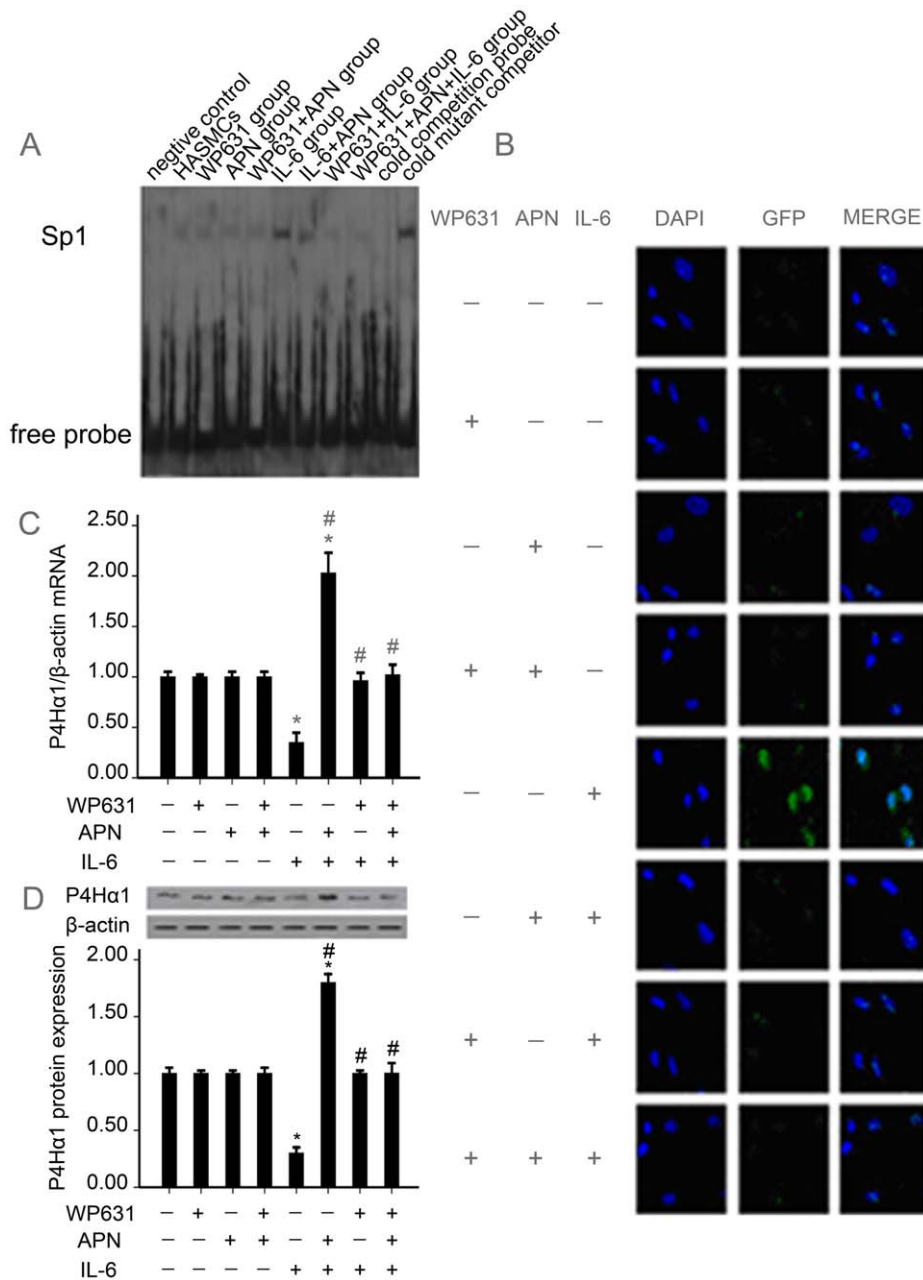 A
negtive control
HASMCs
WP631 group
APN group
WP631+APN group
IL-6 group
IL-6+APN group
WP631+IL-6 group
WP631+APN+IL-6 group
cold competition probe
cold mutant competitor
Sp1
free probe
B
WP631 APN IL-6 DAPI GFP MERGE
− − −
+ − −
− + −
+ + −
− − +
− + +
+ − +
+ + +
C
P4Hα1/β-actin mRNA
2.50
2.00
1.50
1.00
0.50
0.00
* # * # #
WP631 − + − + − − + +
APN − − + + − + − +
IL-6 − − − − + + + +
D
P4Hα1
β-actin
P4Hα1 protein expression
2.00
1.50
1.00
0.50
0.00
* # * # #
WP631 − + − + − − + +
APN − − + + − + − +
IL-6 − − − − + + + +